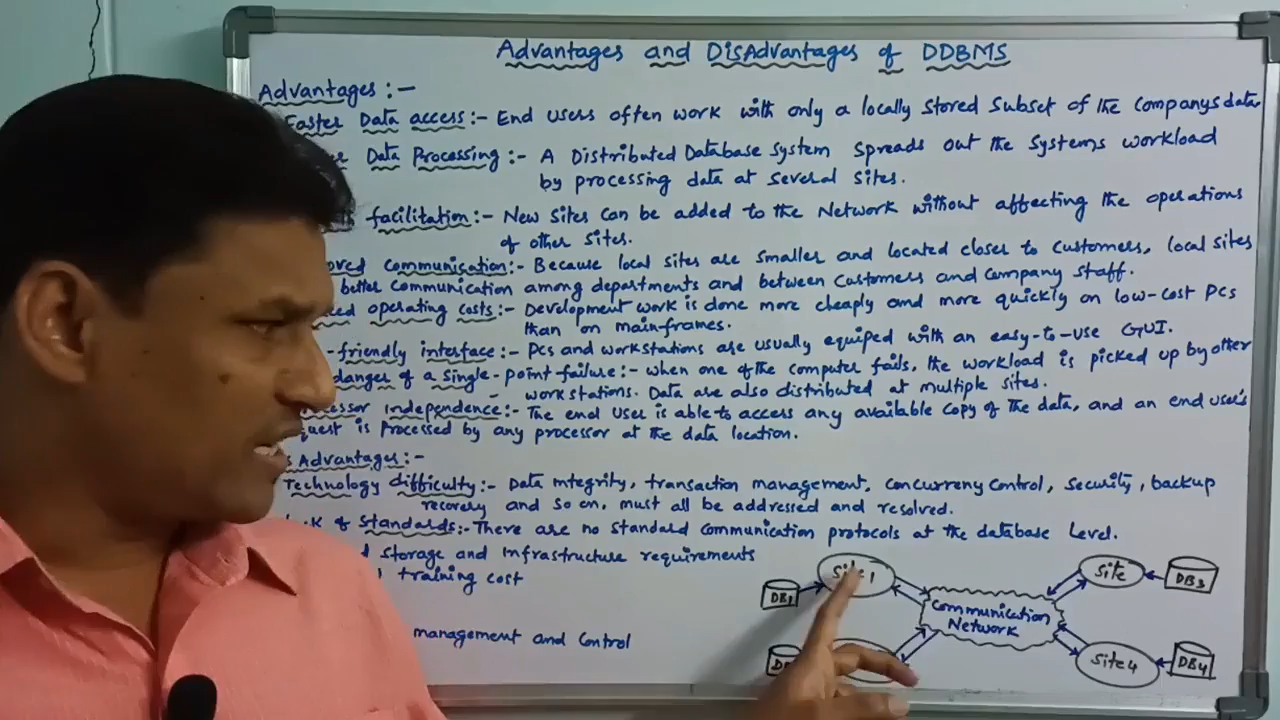 Advantages and DisAdvantages of DDBMS
Advantages :-
Faster Data access :- End users often work with only a locally stored subset of the companys data
Data Processing :- A Distributed Database System spreads out the systems workload
by processing data at several sites.
facilitation :- New sites can be added to the Network without affecting the operations
of other sites.
communication :- Because local sites are smaller and located closer to customers, local sites
better communication among departments and between customers and company staff.
operating costs :- Development work is done more cheaply and more quickly on low-cost PCs
than on mainframes.
-friendly interface :- PCs and workstations are usually equiped with an easy-to-use GUI.
danger of a single-point failure :- when one of the computer fails, the workload is picked up by other
workstations. Data are also distributed at multiple sites.
independence :- The end user is able to access any available copy of the data, and an end user's
is processed by any processor at the data location.
Advantages :-
Technology difficulty :- Data integrity, transaction management, concurreny control, security, backup
recovery and so on, must all be addressed and resolved.
of Standards :- There are no standard communication protocols at the database level.
storage and infrastructure requirements
training cost
management and control
Site 1
DB1
Communication
Network
Site
DB3
Site 4
DB4